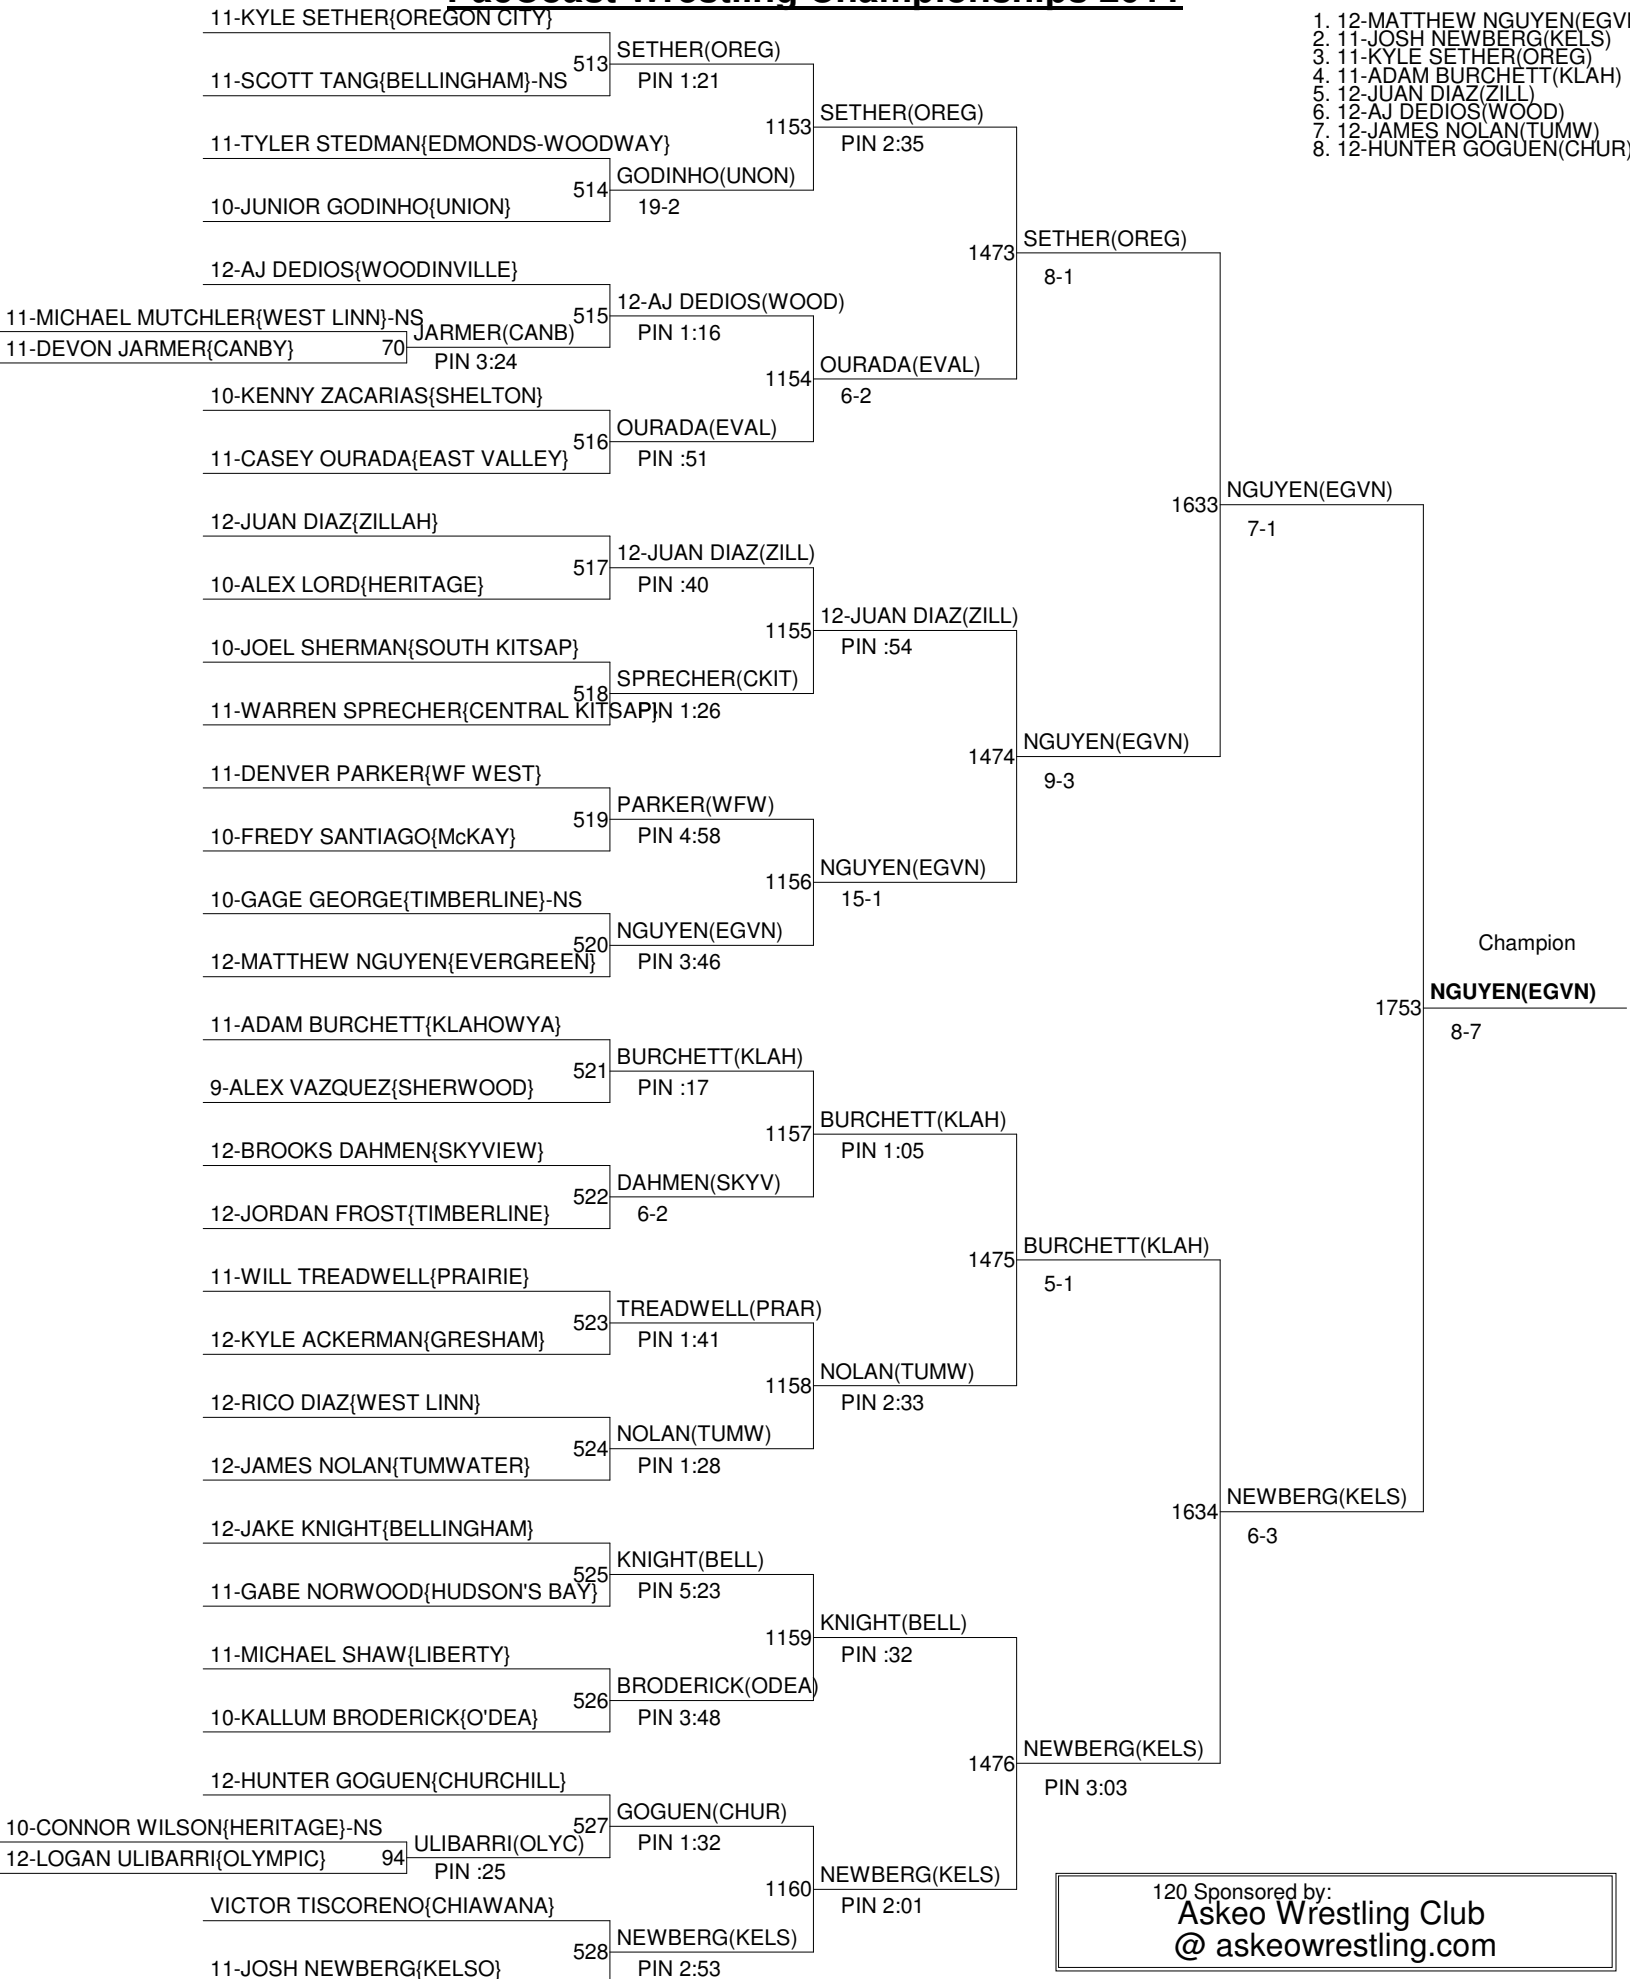 PacCoast Wrestling Championships 2011
1. 12-MATTHEW NGUYEN(EGVN
2. 11-JOSH NEWBERG(KELS)
3. 11-KYLE SETHER(OREG)
4. 11-ADAM BURCHETT(KLAH)
5. 12-JUAN DIAZ(ZILL)
6. 12-AJ DEDIOS(WOOD)
7. 12-JAMES NOLAN(TUMW)
8. 12-HUNTER GOGUEN(CHUR)
11-KYLE SETHER{OREGON CITY}
513 SETHER(OREG)
11-SCOTT TANG{BELLINGHAM}-NS
PIN 1:21
1153 SETHER(OREG)
PIN 2:35
11-TYLER STEDMAN{EDMONDS-WOODWAY}
514 GODINHO(UNON)
10-JUNIOR GODINHO{UNION}
19-2
1473 SETHER(OREG)
8-1
12-AJ DEDIOS{WOODINVILLE}
515 12-AJ DEDIOS(WOOD)
PIN 1:16
11-MICHAEL MUTCHLER{WEST LINN}-NS
11-DEVON JARMER{CANBY} 70
JARMER(CANB)
PIN 3:24
1154 OURADA(EVAL)
6-2
10-KENNY ZACARIAS{SHELTON}
516 OURADA(EVAL)
11-CASEY OURADA{EAST VALLEY}
PIN :51
1633 NGUYEN(EGVN)
7-1
12-JUAN DIAZ{ZILLAH}
517 12-JUAN DIAZ(ZILL)
10-ALEX LORD{HERITAGE}
PIN :40
1155 12-JUAN DIAZ(ZILL)
PIN :54
10-JOEL SHERMAN{SOUTH KITSAP}
518 SPRECHER(CKIT)
11-WARREN SPRECHER{CENTRAL KITSAP}
PIN 1:26
1474 NGUYEN(EGVN)
9-3
11-DENVER PARKER{WF WEST}
519 PARKER(WFW)
10-FREDY SANTIAGO{McKAY}
PIN 4:58
1156 NGUYEN(EGVN)
15-1
10-GAGE GEORGE{TIMBERLINE}-NS
520 NGUYEN(EGVN)
12-MATTHEW NGUYEN{EVERGREEN}
PIN 3:46
Champion
1753 NGUYEN(EGVN)
8-7
11-ADAM BURCHETT{KLAHOWYA}
521 BURCHETT(KLAH)
9-ALEX VAZQUEZ{SHERWOOD}
PIN :17
1157 BURCHETT(KLAH)
PIN 1:05
12-BROOKS DAHMEN{SKYVIEW}
522 DAHMEN(SKYV)
12-JORDAN FROST{TIMBERLINE}
6-2
1475 BURCHETT(KLAH)
5-1
11-WILL TREADWELL{PRAIRIE}
523 TREADWELL(PRAR)
12-KYLE ACKERMAN{GRESHAM}
PIN 1:41
1158 NOLAN(TUMW)
PIN 2:33
12-RICO DIAZ{WEST LINN}
524 NOLAN(TUMW)
12-JAMES NOLAN{TUMWATER}
PIN 1:28
1634 NEWBERG(KELS)
6-3
12-JAKE KNIGHT{BELLINGHAM}
525 KNIGHT(BELL)
11-GABE NORWOOD{HUDSON'S BAY}
PIN 5:23
1159 KNIGHT(BELL)
PIN :32
11-MICHAEL SHAW{LIBERTY}
526 BRODERICK(ODEA)
10-KALLUM BRODERICK{O'DEA}
PIN 3:48
1476 NEWBERG(KELS)
PIN 3:03
12-HUNTER GOGUEN{CHURCHILL}
527 GOGUEN(CHUR)
PIN 1:32
10-CONNOR WILSON{HERITAGE}-NS
12-LOGAN ULIBARRI{OLYMPIC} 94
ULIBARRI(OLYC)
PIN :25
1160 NEWBERG(KELS)
PIN 2:01
VICTOR TISCORENO{CHIAWANA}
528 NEWBERG(KELS)
11-JOSH NEWBERG{KELSO}
PIN 2:53
120 Sponsored by:
Askeo Wrestling Club
@ askeowrestling.com